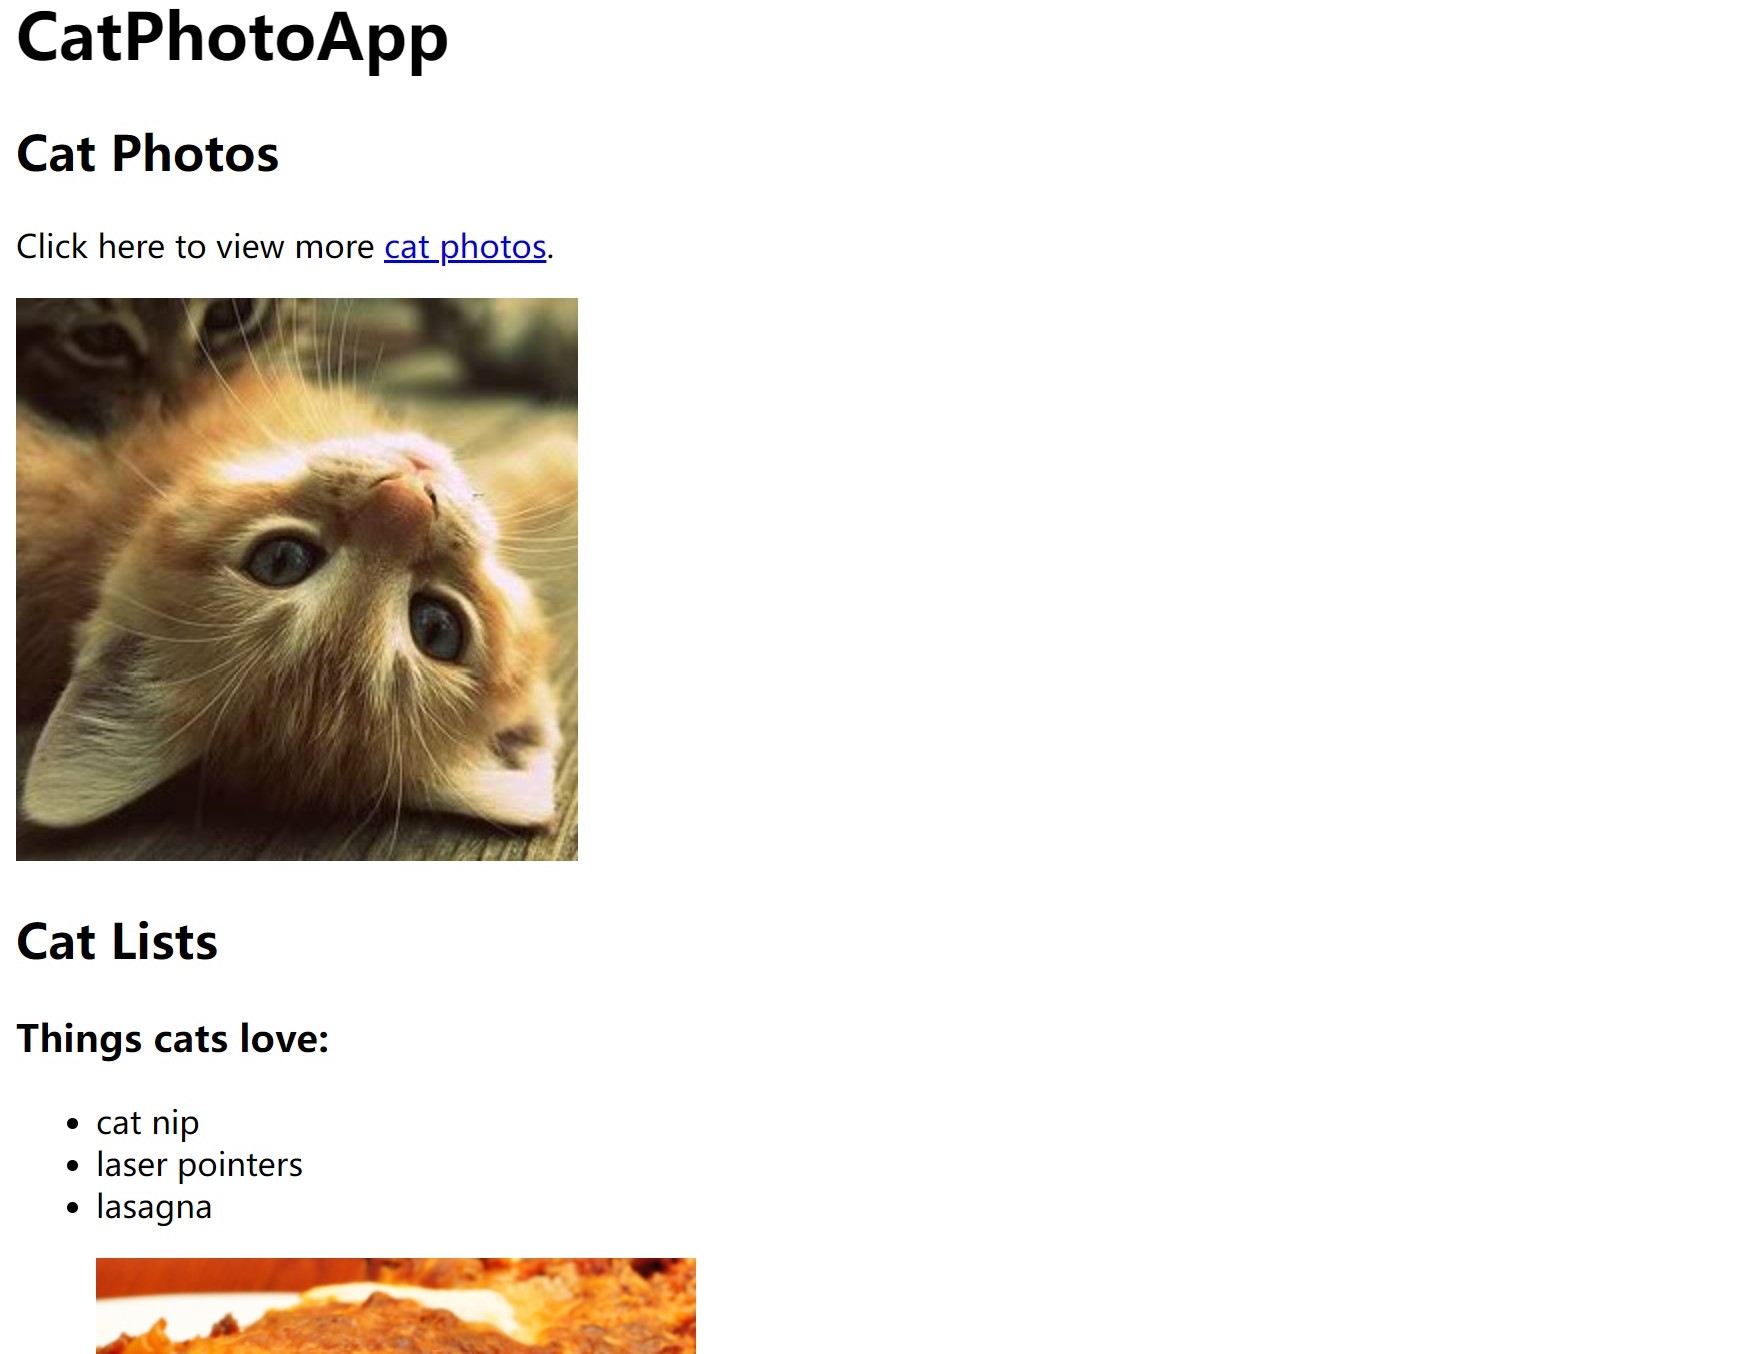 CatPhotoApp
Cat Photos
Click here to view more cat photos.
Cat Lists
Things cats love:
cat nip
laser pointers
lasagna